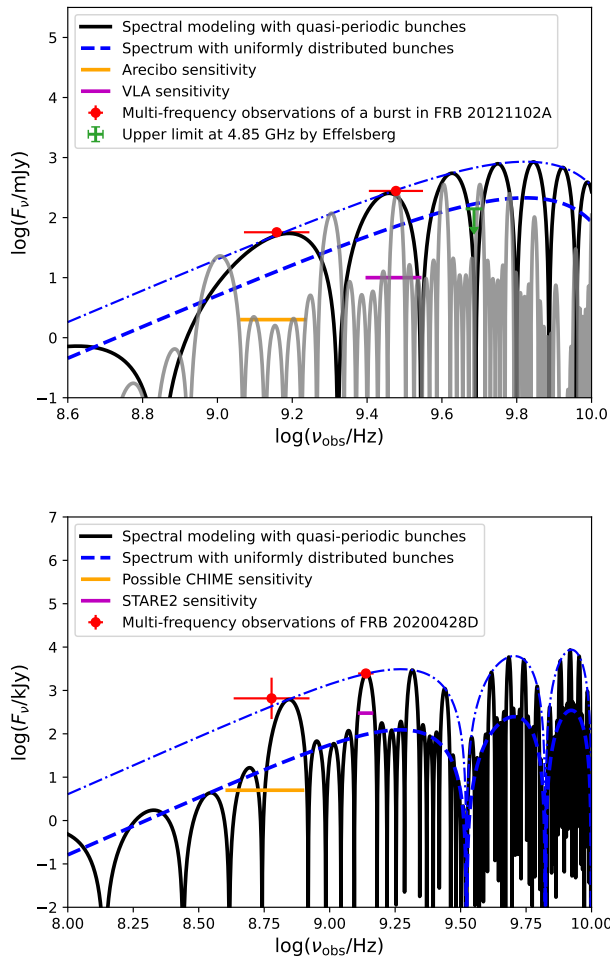 Spectral modeling with quasi-periodic bunches
Spectrum with uniformly distributed bunches
Arecibo sensitivity
VLA sensitivity
Multi-frequency observations of a burst in FRB 20121102A
Upper limit at 4.85 GHz by Effelsberg
log(Fν/mJy)
5
4
3
2
1
0
−1
8.6 8.8 9.0 9.2 9.4 9.6 9.8 10.0
log(νobs/Hz)
Spectral modeling with quasi-periodic bunches
Spectrum with uniformly distributed bunches
Possible CHIME sensitivity
STARE2 sensitivity
Multi-frequency observations of FRB 20200428D
log(Fν/kJy)
7
6
5
4
3
2
1
0
−1
−2
8.00 8.25 8.50 8.75 9.00 9.25 9.50 9.75 10.00
log(νobs/Hz)